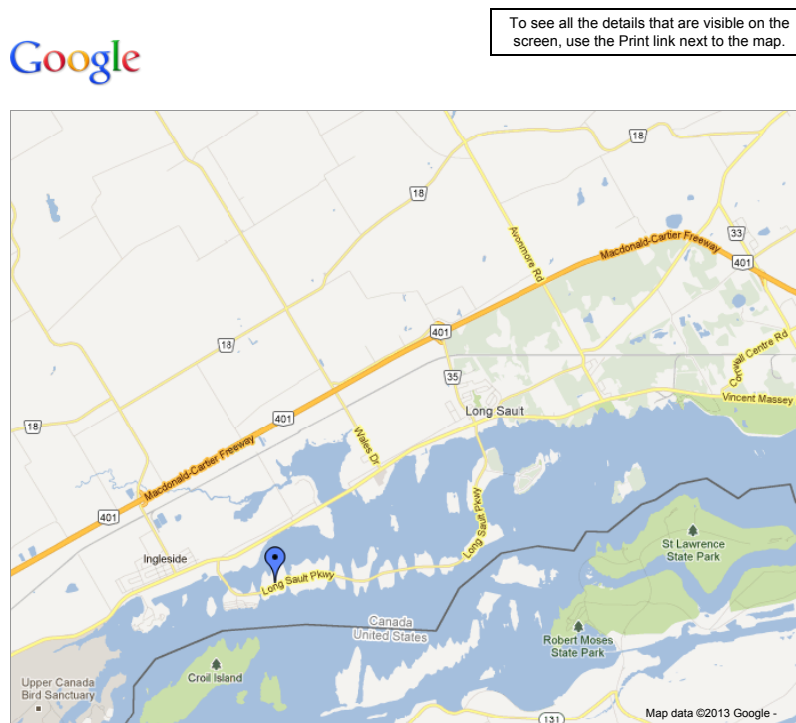 To see all the details that are visible on the
screen, use the Print link next to the map.
Google
18
18
33
Avonmore Rd
Macdonald-Cartier Freeway
401
401
18
Cornwall Centre Rd
35
Vincent Massey
Long Sault
401
18
Wales Dr
Macdonald-Cartier Freeway
Long Sault Pkwy
401
St Lawrence
State Park
Ingleside
Long Sault Pkwy
Canada
United States
Robert Moses
State Park
Croil Island
Upper Canada
Bird Sanctuary
131
Map data ©2013 Google -